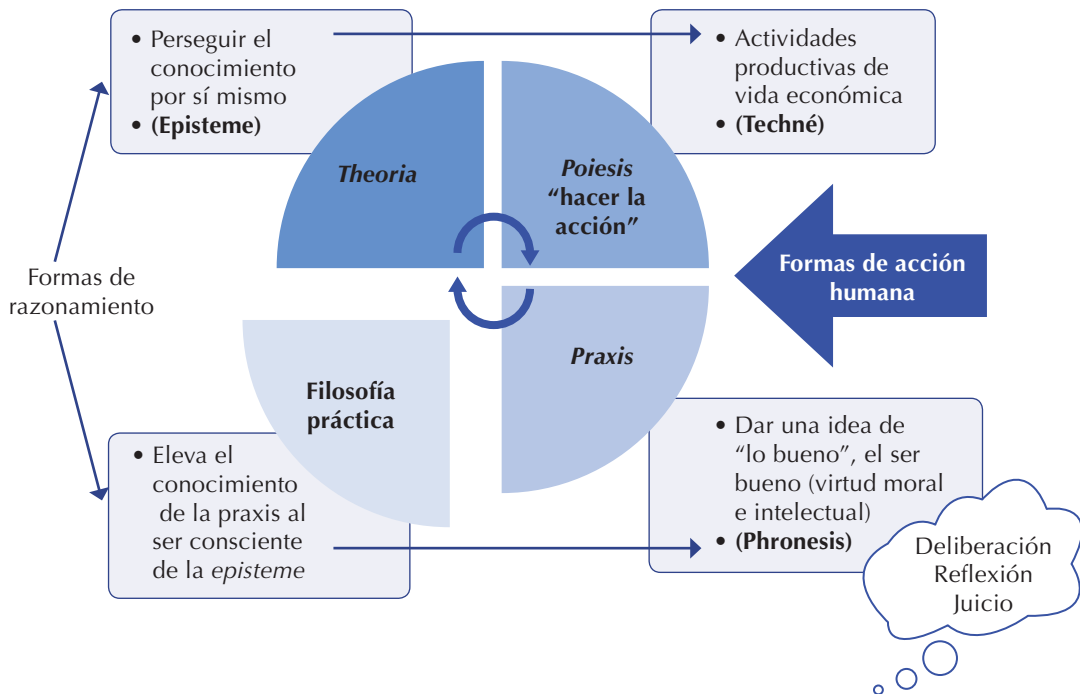 • Perseguir el
conocimiento
por sí mismo
• (Episteme)
• Actividades
productivas de
vida económica
• (Techné)
Theoria
Poiesis
“hacer la
acción”
Formas de
razonamiento
Formas de acción
humana
Filosofía
práctica
Praxis
• Eleva el
conocimiento
de la praxis al
ser consciente
de la episteme
• Dar una idea de
“lo bueno”, el ser
bueno (virtud moral
e intelectual)
• (Phronesis)
Deliberación
Reflexión
Juicio